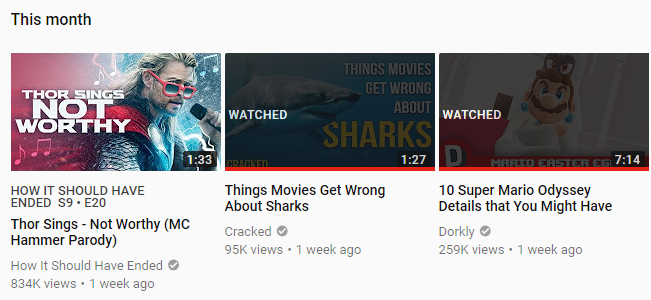 This month
THOR SINGS
NOT
WORTHY
1:33
HOW IT SHOULD HAVE
ENDED S9 • E20
Thor Sings - Not Worthy (MC
Hammer Parody)
How It Should Have Ended
834K views • 1 week ago
WATCHED
THINGS MOVIES
GET WRONG
ABOUT
SHARKS
CRACKED
1:27
Things Movies Get Wrong
About Sharks
Cracked
95K views • 1 week ago
WATCHED
D
MARIO EASTER EG
7:14
10 Super Mario Odyssey
Details that You Might Have
Dorkly
259K views • 1 week ago